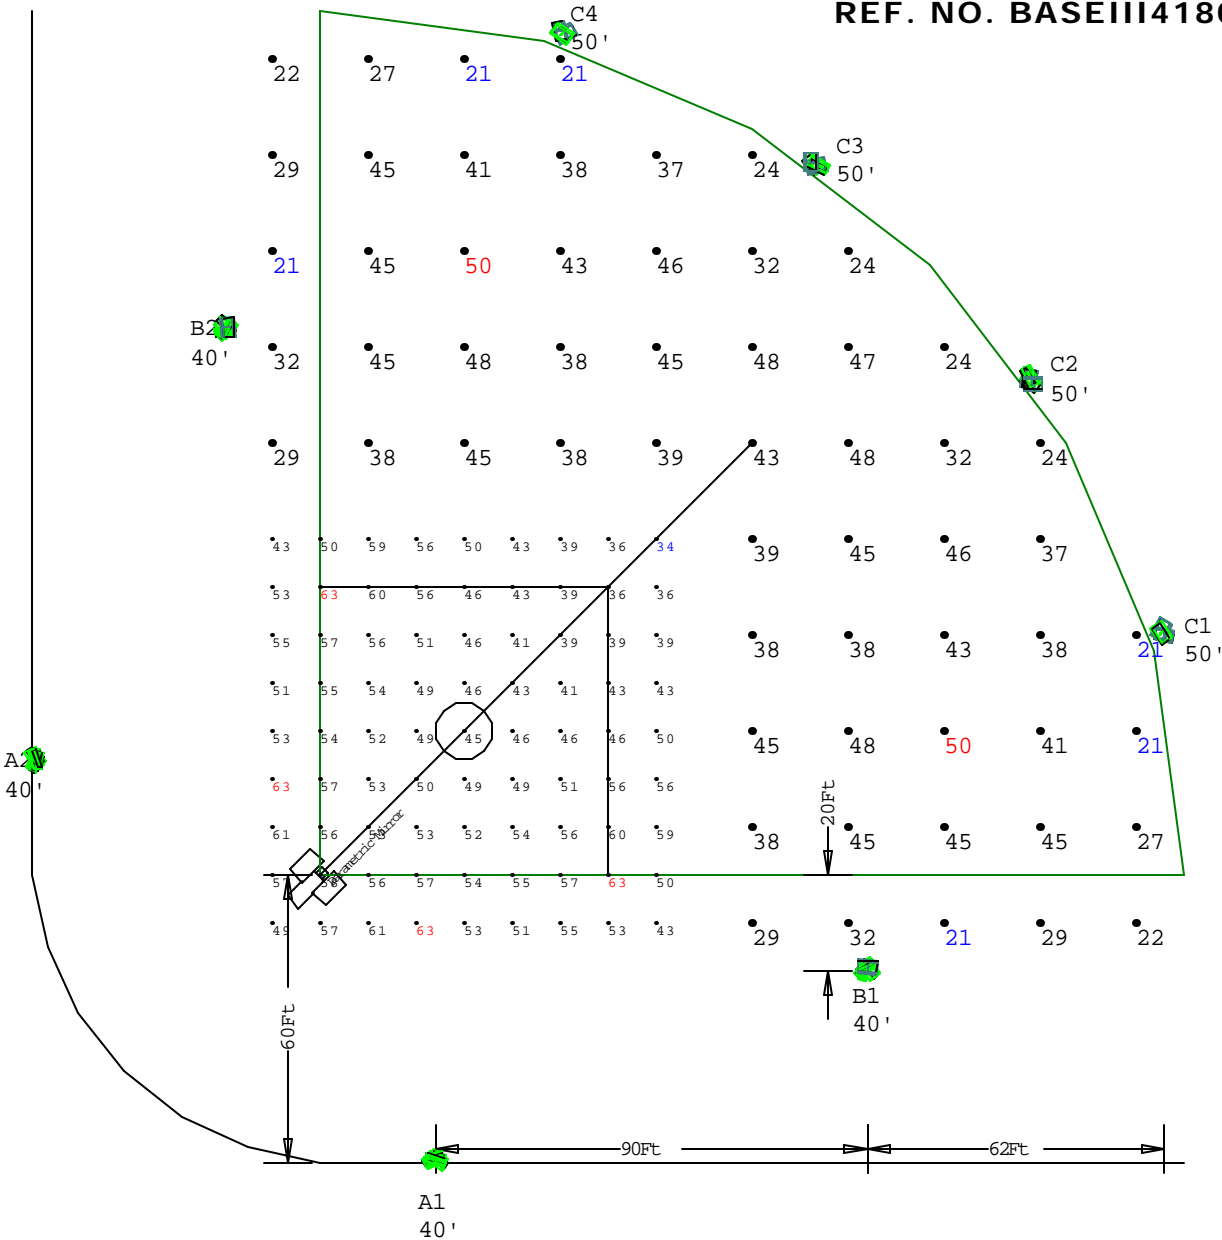 REF. NO. BASEIII418
C4
50'
22 27 21 21
C3
50'
29 45 41 38 37 24
21 45 50 43 46 32 24
B2
40'
32 45 48 38 45 48 47 24
C2
50'
29 38 45 38 39 43 48 32 24
43 50 59 56 50 43 39 36 34
39 45 46 37
53 63 60 56 46 43 39 36 36
C1
50'
55 57 56 51 46 41 39 39 39
38 38 43 38 21
51 55 54 49 46 43 41 43 43
53 54 52 49 45 46 46 46 50
45 48 50 41 21
A2
40'
63 57 53 50 49 49 51 56 56
20Ft
61 56 53 53 52 54 56 60 59
38 45 45 45 27
Parametric Mirror
57 58 56 57 54 55 57 63 50
49 57 61 63 53 51 55 53 43
29 32 21 29 22
B1
40'
60Ft
90Ft
62Ft
A1
40'